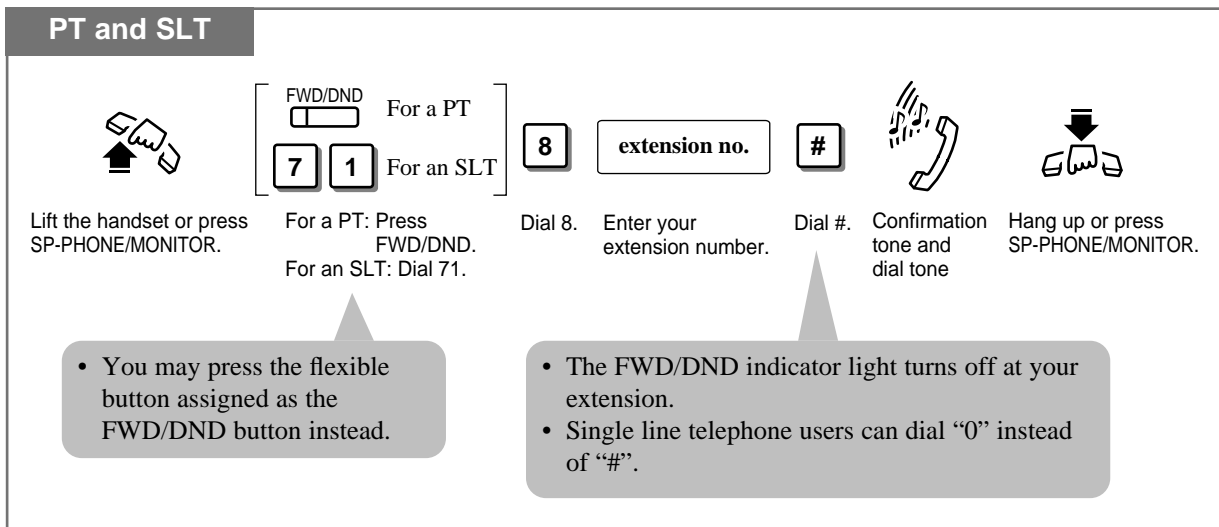 PT and SLT
FWD/DND
For a PT
7 1 For an SLT
8
extension no.
#
Lift the handset or press
SP-PHONE/MONITOR.
For a PT: Press
FWD/DND.
For an SLT: Dial 71.
Dial 8.
Enter your
extension number.
Dial #.
Confirmation
tone and
dial tone
Hang up or press
SP-PHONE/MONITOR.
• You may press the flexible
button assigned as the
FWD/DND button instead.
• The FWD/DND indicator light turns off at your
extension.
• Single line telephone users can dial “0” instead
of “#”.